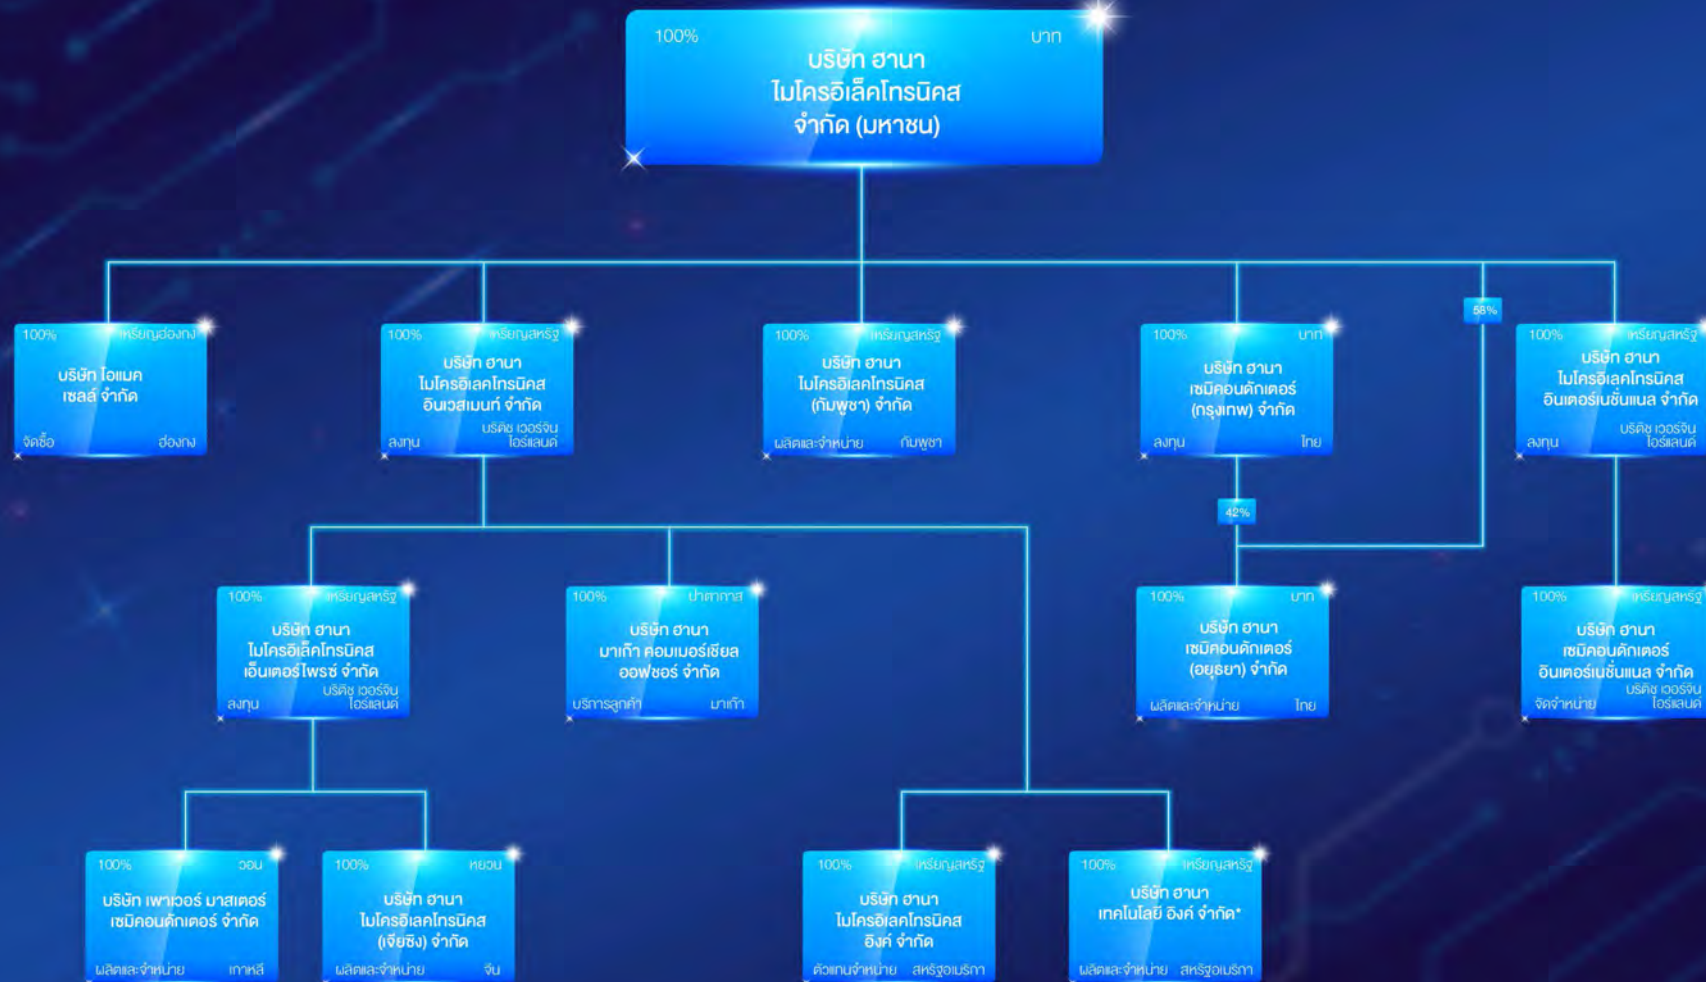 100% บาท
บริษัท ฮานา
ไมโครอิเล็คโทรนิคส
จำกัด (มหาชน)
100% เหรียญฮ่องกง
บริษัท โอแมค
เซลส์ จำกัด
จัดซื้อ ฮ่องกง
100% เหรียญสหรัฐ
บริษัท ฮานา
ไมโครอิเลคโทรนิคส
อินเวสเมนท์ จำกัด
บริติช เวอร์จิน
ลงทุน ไอร์แลนด์
100% เหรียญสหรัฐ
บริษัท ฮานา
ไมโครอิเลคโทรนิคส
(กัมพูชา) จำกัด
ผลิตและจำหน่าย กัมพูชา
100% บาท
บริษัท ฮานา
เซมิคอนดักเตอร์
(กรุงเทพ) จำกัด
ลงทุน ไทย
58%
100% เหรียญสหรัฐ
บริษัท ฮานา
ไมโครอิเลคโทรนิคส
อินเตอร์เนชั่นแนล จำกัด
บริติช เวอร์จิน
ลงทุน ไอร์แลนด์
42%
100% เหรียญสหรัฐ
บริษัท ฮานา
ไมโครอิเล็คโทรนิคส
เอ็นเตอร์ไพรซ์ จำกัด
บริติช เวอร์จิน
ลงทุน ไอร์แลนด์
100% ปาตากาส
บริษัท ฮานา
มาเก๊า คอมเมอร์เชียล
ออฟชอร์ จำกัด
บริการลูกค้า มาเก๊า
100% บาท
บริษัท ฮานา
เซมิคอนดักเตอร์
(อยุธยา) จำกัด
ผลิตและจำหน่าย ไทย
100% เหรียญสหรัฐ
บริษัท ฮานา
เซมิคอนดักเตอร์
อินเตอร์เนชั่นแนล จำกัด
บริติช เวอร์จิน
จัดจำหน่าย ไอร์แลนด์
100% วอน
บริษัท เพาเวอร์ มาสเตอร์
เซมิคอนดักเตอร์ จำกัด
ผลิตและจำหน่าย เกาหลี
100% หยวน
บริษัท ฮานา
ไมโครอิเลคโทรนิคส
(เจียซิง) จำกัด
ผลิตและจำหน่าย จีน
100% เหรียญสหรัฐ
บริษัท ฮานา
ไมโครอิเลคโทรนิคส
อิงค์ จำกัด
ตัวแทนจำหน่าย สหรัฐอเมริกา
100% เหรียญสหรัฐ
บริษัท ฮานา
เทคโนโลยี อิงค์ จำกัด*
ผลิตและจำหน่าย สหรัฐอเมริกา